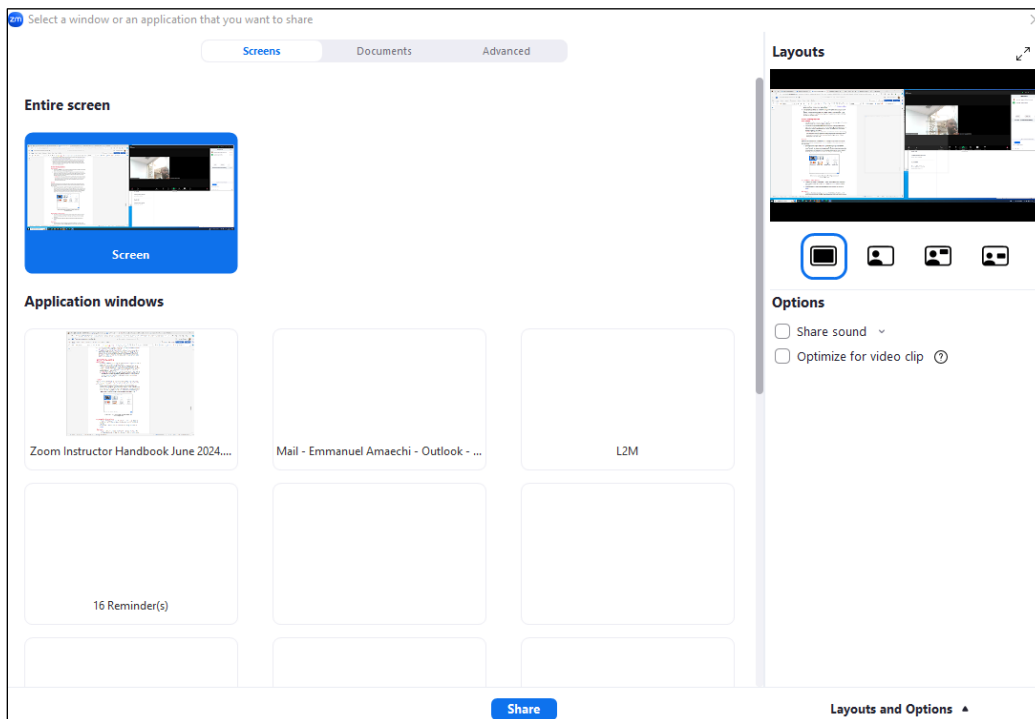 zm Select a window or an application that you want to share
Screens Documents Advanced
Layouts
Entire screen
Screen
Application windows
Options
Share sound
Optimize for video clip ?
Zoom Instructor Handbook June 2024....
Mail - Emmanuel Amaechi - Outlook - ...
L2M
16 Reminder(s)
Share
Layouts and Options